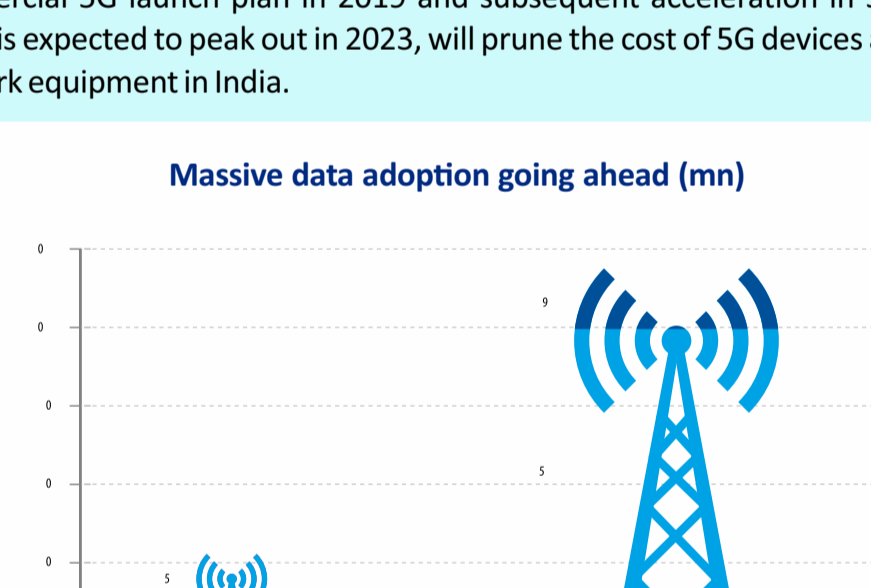 is expected to peak out in 2023, will prune the cost of 5G devices
equipment in India.
Massive data adoption going ahead (mn)
0
0
9
0
0
5
0
5